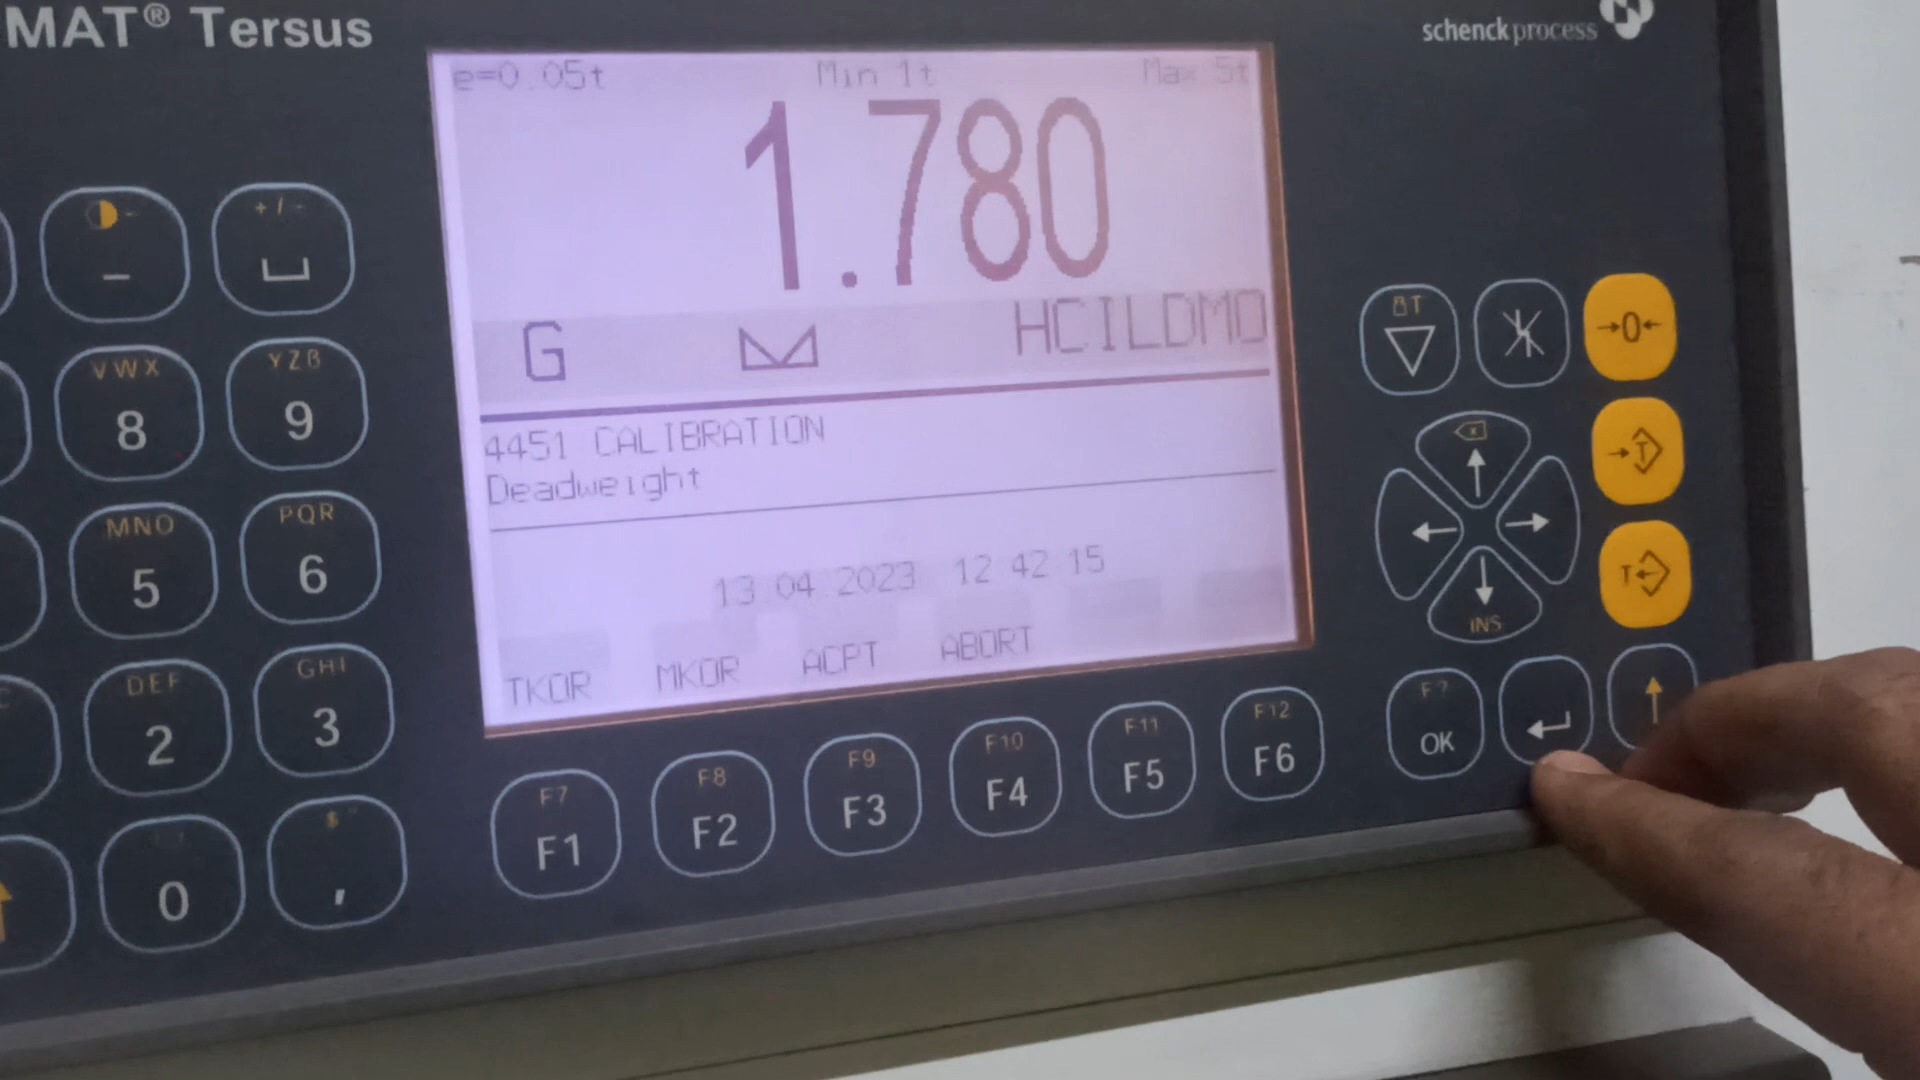 MAT® Tersus
schenck process
e=0.05t Min 1t Max 5t
1.780
G HCILDMO
4451 CALIBRATION
Deadweight
13 04 2023 12 42 15
TKOR MKOR ACPT ABORT
+/-
VWX
8
YZß
9
MNO
5
PQR
6
DEF
2
GHI
3
0
$ "
,
F7
F1
F8
F2
F9
F3
F10
F4
F11
F5
F12
F6
BT
→0←
→T
T←
INS
F?
OK